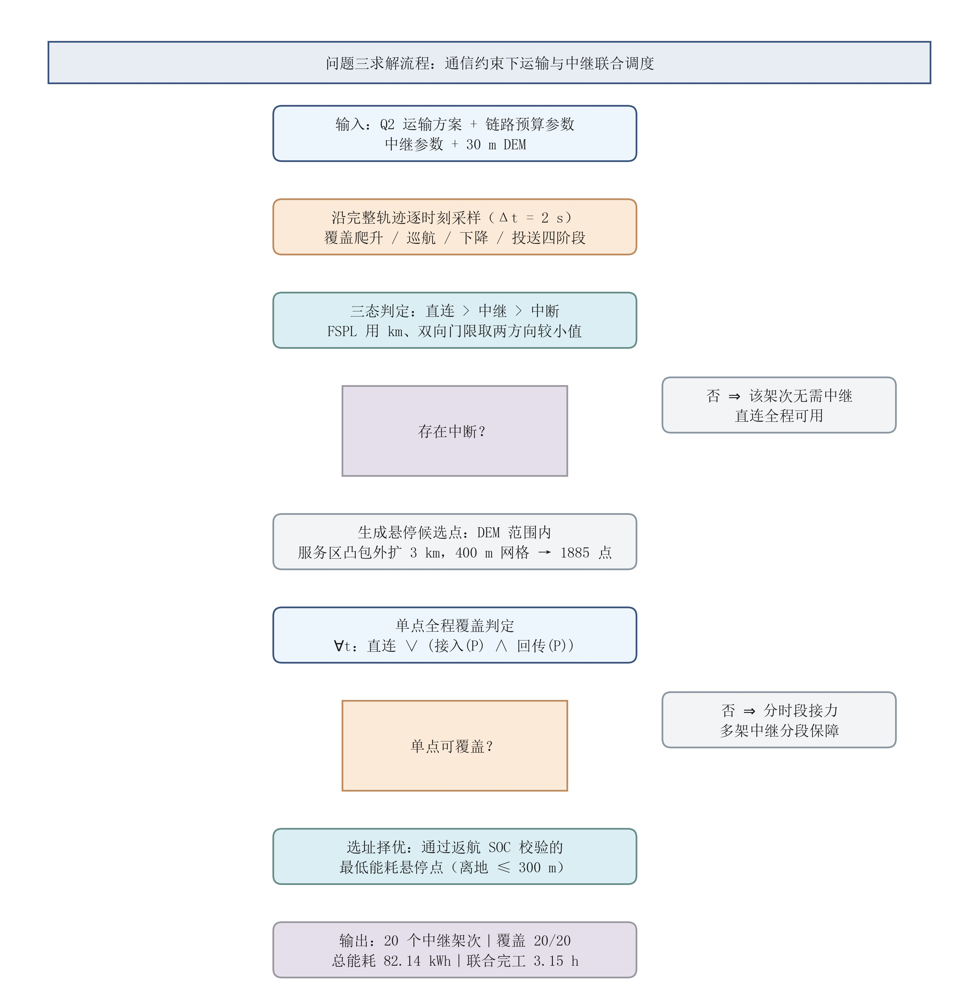 问题三求解流程：通信约束下运输与中继联合调度
输入：Q2 运输方案 + 链路预算参数
中继参数 + 30 m DEM
沿完整轨迹逐时刻采样（Δt = 2 s）
覆盖爬升 / 巡航 / 下降 / 投送四阶段
三态判定：直连 > 中继 > 中断
FSPL 用 km、双向门限取两方向较小值
否 ⇒ 该架次无需中继
直连全程可用
存在中断？
生成悬停候选点：DEM 范围内
服务区凸包外扩 3 km，400 m 网格 → 1885 点
单点全程覆盖判定
∀t：直连 ∨ (接入(P) ∧ 回传(P))
否 ⇒ 分时段接力
多架中继分段保障
单点可覆盖？
选址择优：通过返航 SOC 校验的
最低能耗悬停点（离地 ≤ 300 m）
输出：20 个中继架次｜覆盖 20/20
总能耗 82.14 kWh｜联合完工 3.15 h